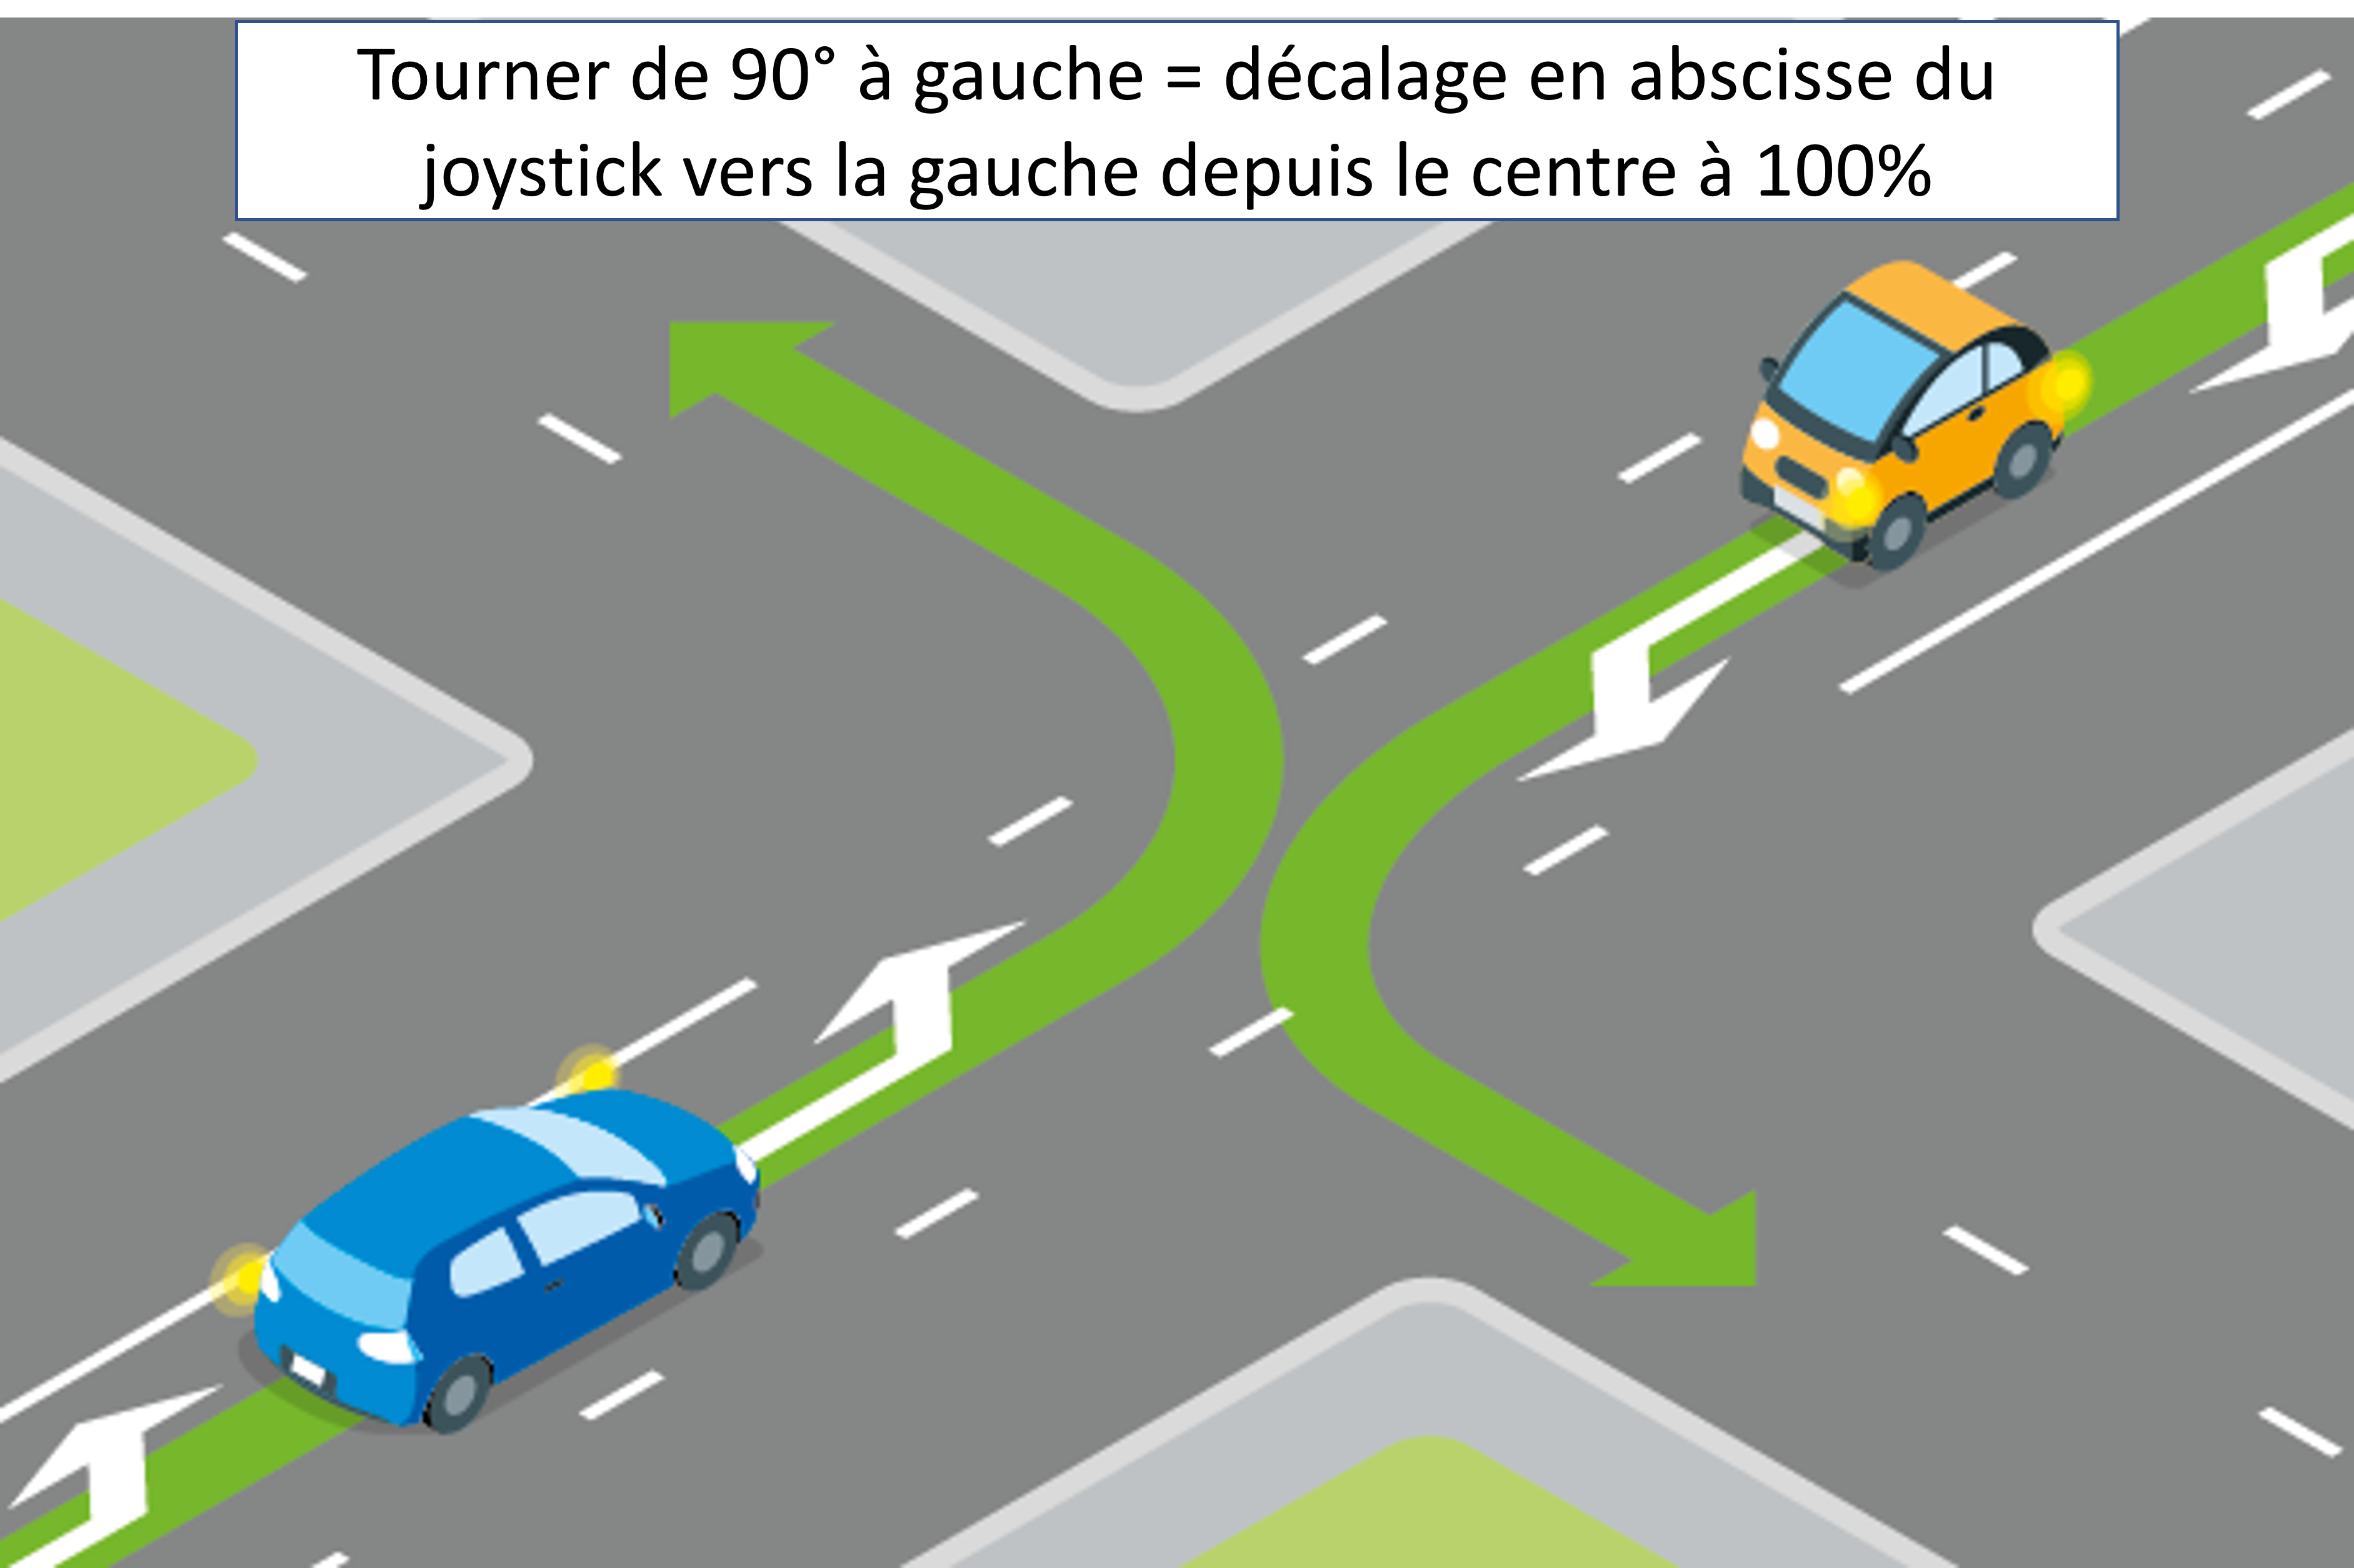 Tourner de 90° à gauche = décalage en abscisse du
joystick vers la gauche depuis le centre à 100%